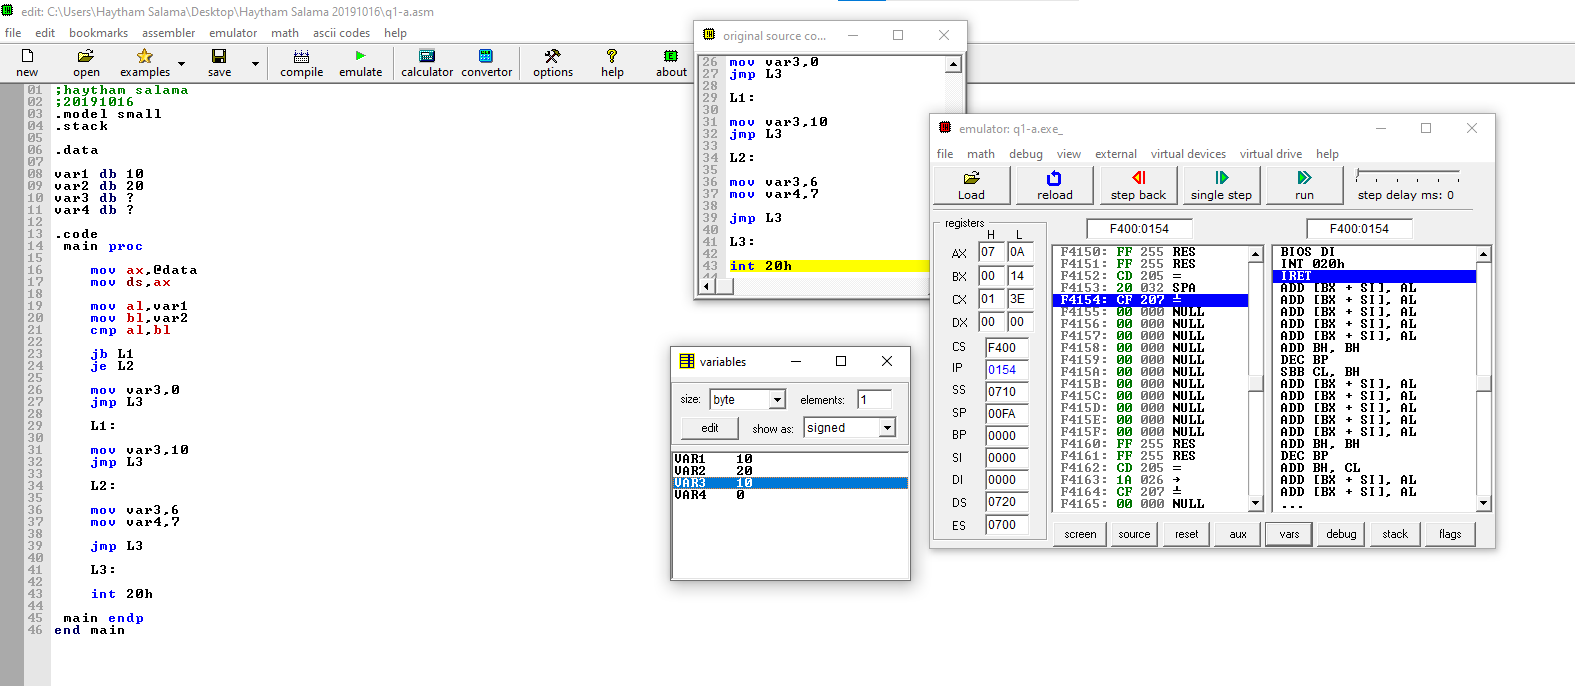 edit: C:\Users\Haytham Salama\Desktop\Haytham Salama 20191016\q1-a.asm
file edit bookmarks assembler emulator math ascii codes help
new open examples save compile emulate calculator convertor options help about
01 ;haytham salama
02 ;20191016
03 .model small
04 .stack
05
06 .data
07
08 var1 db 10
09 var2 db 20
10 var3 db ?
11 var4 db ?
12
13 .code
14 main proc
15
16 mov ax,@data
17 mov ds,ax
18
19 mov al,var1
20 mov bl,var2
21 cmp al,bl
22
23 jb L1
24 je L2
25
26 mov var3,0
27 jmp L3
28
29 L1:
30
31 mov var3,10
32 jmp L3
33
34 L2:
35
36 mov var3,6
37 mov var4,7
38
39 jmp L3
40
41 L3:
42
43 int 20h
44
45 main endp
46 end main
original source co...
26 mov var3,0
27 jmp L3
28
29 L1:
30
31 mov var3,10
32 jmp L3
33
34 L2:
35
36 mov var3,6
37 mov var4,7
38
39 jmp L3
40
41 L3:
42
43 int 20h
variables
size: byte elements: 1
edit show as: signed
VAR1 10
VAR2 20
VAR3 10
VAR4 0
emulator: q1-a.exe_
file math debug view external virtual devices virtual drive help
Load reload step back single step run step delay ms: 0
registers
F400:0154 F400:0154
H L
AX 07 0A
BX 00 14
CX 01 3E
DX 00 00
CS F400
IP 0154
SS 0710
SP 00FA
BP 0000
SI 0000
DI 0000
DS 0720
ES 0700
F4150: FF 255 RES
F4151: FF 255 RES
F4152: CD 205 =
F4153: 20 032 SPA
F4154: CF 207 ╧
F4155: 00 000 NULL
F4156: 00 000 NULL
F4157: 00 000 NULL
F4158: 00 000 NULL
F4159: 00 000 NULL
F415A: 00 000 NULL
F415B: 00 000 NULL
F415C: 00 000 NULL
F415D: 00 000 NULL
F415E: 00 000 NULL
F415F: 00 000 NULL
F4160: FF 255 RES
F4161: FF 255 RES
F4162: CD 205 =
F4163: 1A 026 →
F4164: CF 207 ╧
F4165: 00 000 NULL
BIOS DI
INT 020h
IRET
ADD [BX + SI], AL
ADD [BX + SI], AL
ADD [BX + SI], AL
ADD [BX + SI], AL
ADD [BX + SI], AL
ADD BH, BH
DEC BP
SBB CL, BH
ADD [BX + SI], AL
ADD [BX + SI], AL
ADD [BX + SI], AL
ADD [BX + SI], AL
ADD [BX + SI], AL
ADD BH, BH
DEC BP
ADD BH, CL
ADD [BX + SI], AL
ADD [BX + SI], AL
...
screen source reset aux vars debug stack flags